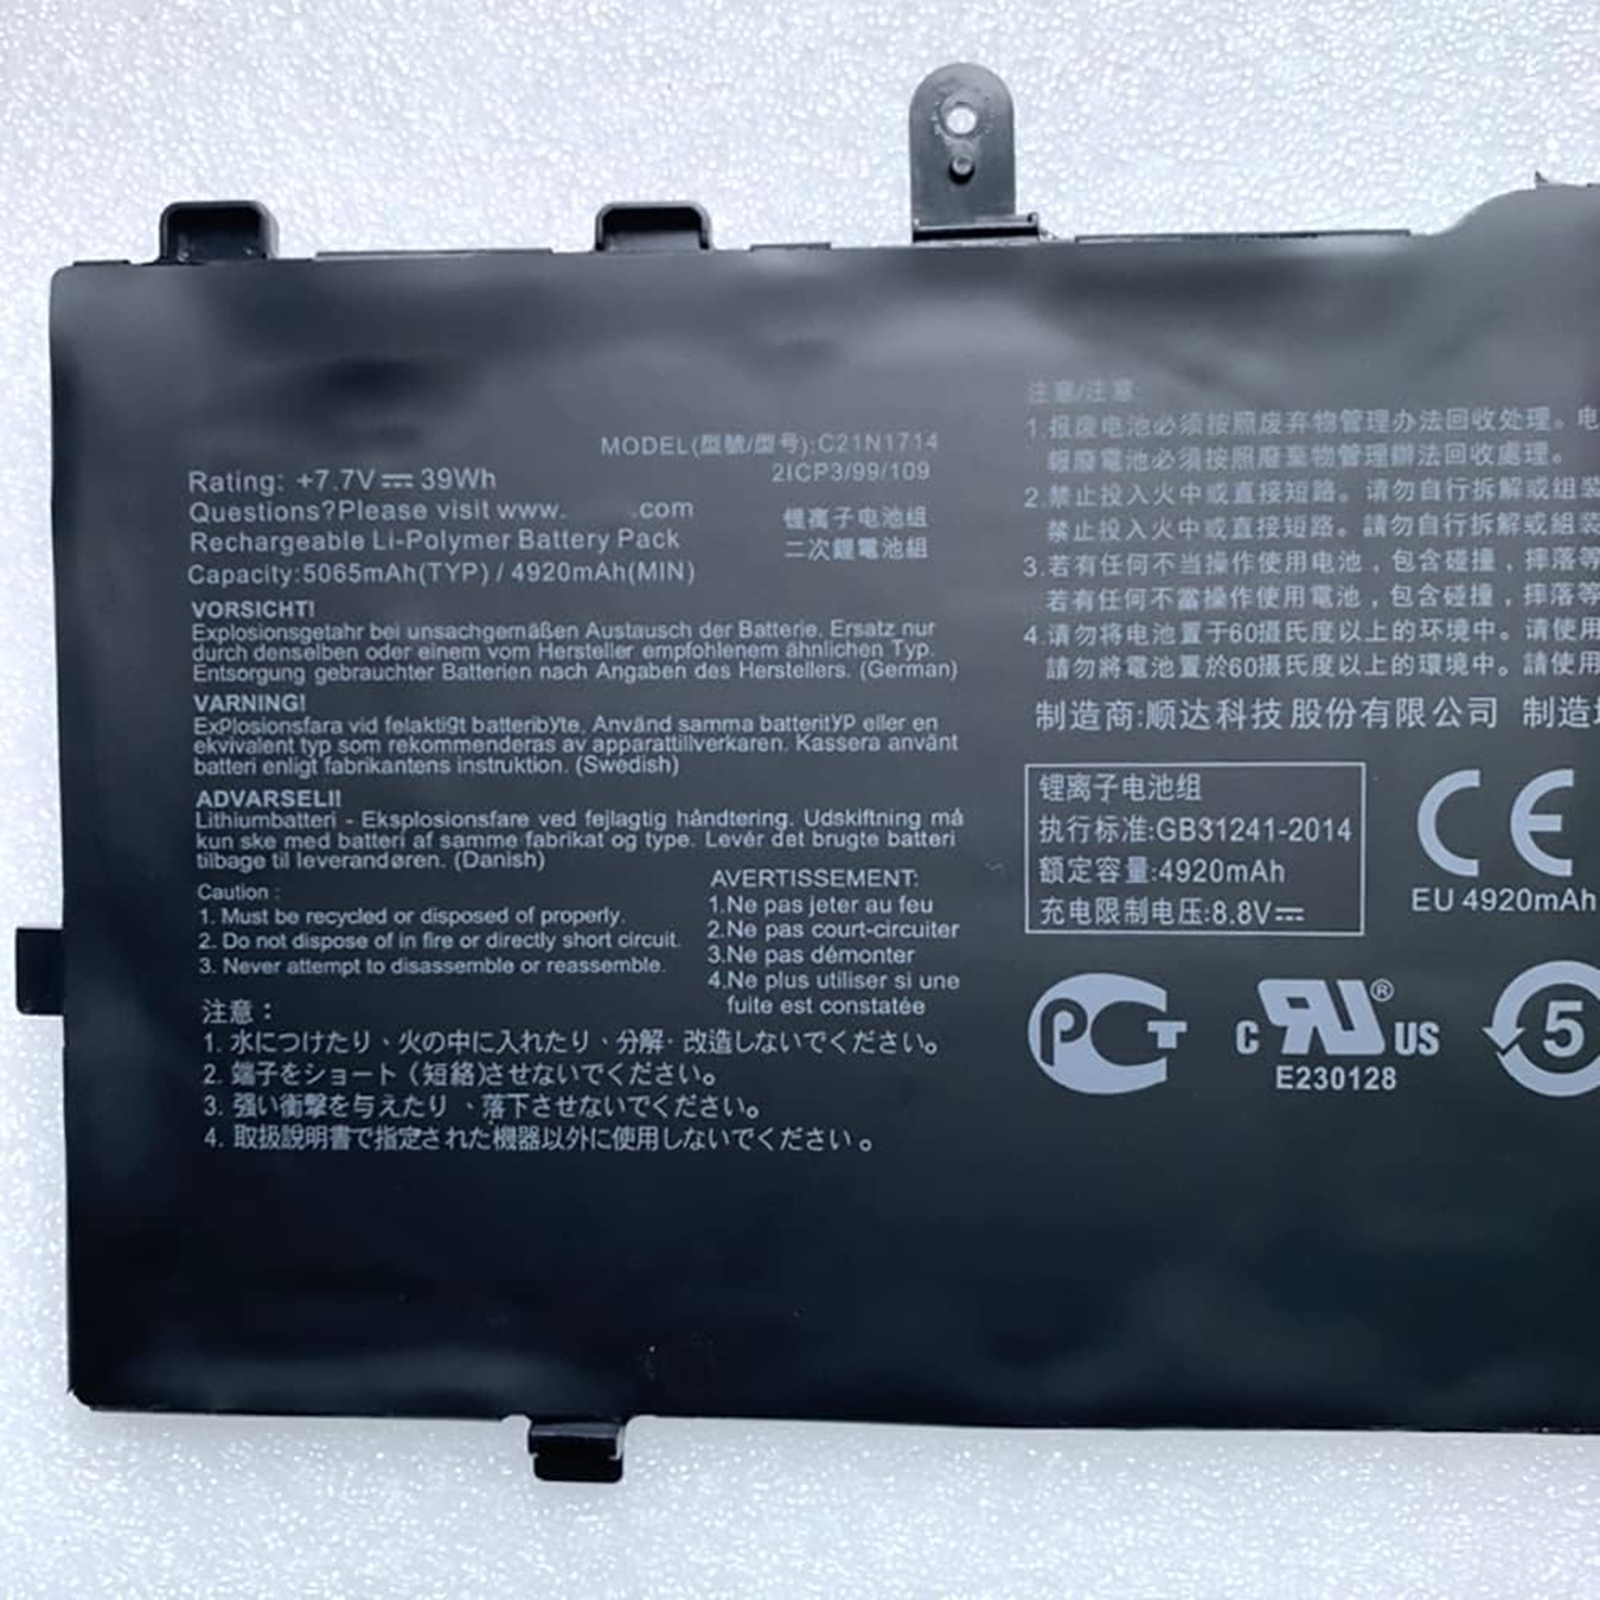 MODEL(型號/型号):C21N1714
2ICP3/99/109
Rating: +7.7V⎓39Wh
Questions?Please visit www. .com
Rechargeable Li-Polymer Battery Pack
Capacity:5065mAh(TYP) / 4920mAh(MIN)
锂离子电池组
二次鋰電池組
VORSICHT!
Explosionsgetahr bei unsachgemäßen Austausch der Batterie. Ersatz nur
durch denselben oder einem vom Hersteller empfohlenem ähnlichen Typ.
Entsorgung gebrauchter Batterien nach Angaben des Herstellers. (German)
VARNING!
Explosionsfara vid felaktigt batteribyte, Använd samma batterityp eller en
ekvivalent typ som rekommenderas av apparattillverkaren. Kassera använt
batteri enligt fabrikantens instruktion. (Swedish)
ADVARSELI!
Lithiumbatteri - Eksplosionsfare ved fejlagtig håndtering. Udskiftning må
kun ske med batteri af samme fabrikat og type. Levér det brugte batteri
tilbage til leverandøren. (Danish)
Caution :
1. Must be recycled or disposed of properly.
2. Do not dispose of in fire or directly short circuit.
3. Never attempt to disassemble or reassemble.
AVERTISSEMENT:
1.Ne pas jeter au feu
2.Ne pas court-circuiter
3.Ne pas démonter
4.Ne plus utiliser si une
fuite est constatée
注意：
1. 水につけたり、火の中に入れたり、分解·改造しないでください。
2. 端子をショート（短絡)させないでください。
3. 強い衝撃を与えたり、落下させないでください。
4. 取扱説明書で指定された機器以外に使用しないでください。
注意/注意:
1.报废电池必须按照废弃物管理办法回收处理。电
報廢電池必須按照廢棄物管理辦法回收處理。
2.禁止投入火中或直接短路。请勿自行拆解或组装
禁止投入火中或直接短路。請勿自行拆解或組装
3.若有任何不当操作使用电池，包含碰撞，摔落等
若有任何不當操作使用電池，包含碰撞，摔落等
4.请勿将电池置于60摄氏度以上的环境中。请使用
請勿將電池置於60攝氏度以上的環境中。請使用
制造商:顺达科技股份有限公司 制造
锂离子电池组
执行标准:GB31241-2014
额定容量:4920mAh
充电限制电压:8.8V⎓
CE
EU 4920mAh
PCT
c RU® US
E230128
5